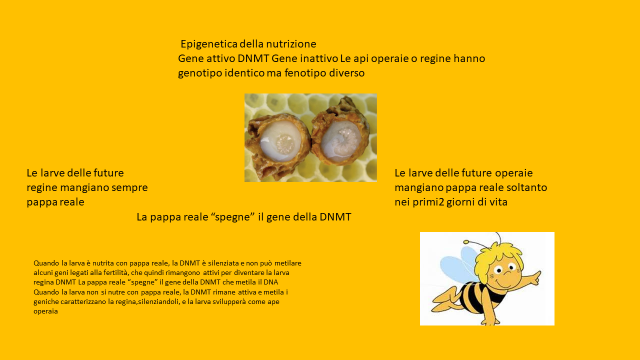 Epigenetica della nutrizione
Gene attivo DNMT Gene inattivo Le api operaie o regine hanno
genotipo identico ma fenotipo diverso
Le larve delle future
regine mangiano sempre
pappa reale
Le larve delle future operaie
mangiano pappa reale soltanto
nei primi2 giorni di vita
La pappa reale “spegne” il gene della DNMT
Quando la larva è nutrita con pappa reale, la DNMT è silenziata e non può metilare
alcuni geni legati alla fertilità, che quindi rimangono attivi per diventare la larva
regina DNMT La pappa reale “spegne” il gene della DNMT che metila il DNA
Quando la larva non si nutre con pappa reale, la DNMT rimane attiva e metila i
geniche caratterizzano la regina,silenziandoli, e la larva svilupperà come ape
operaia